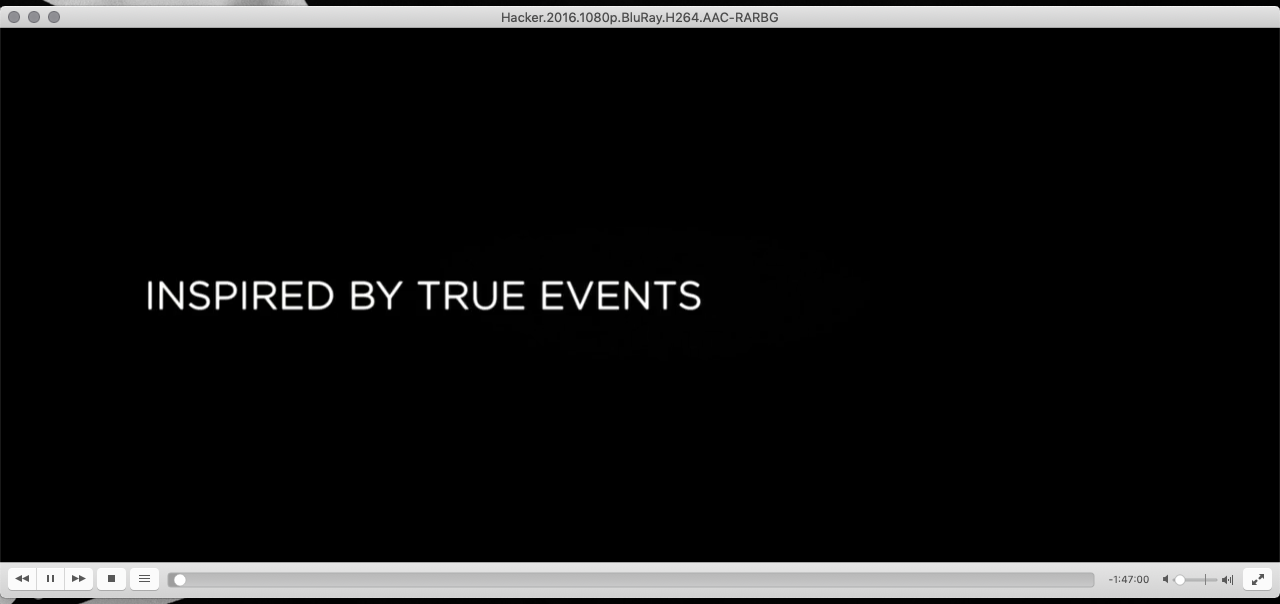 Hacker.2016.1080p.BluRay.H264.AAC-RARBG
INSPIRED BY TRUE EVENTS
-1:47:00